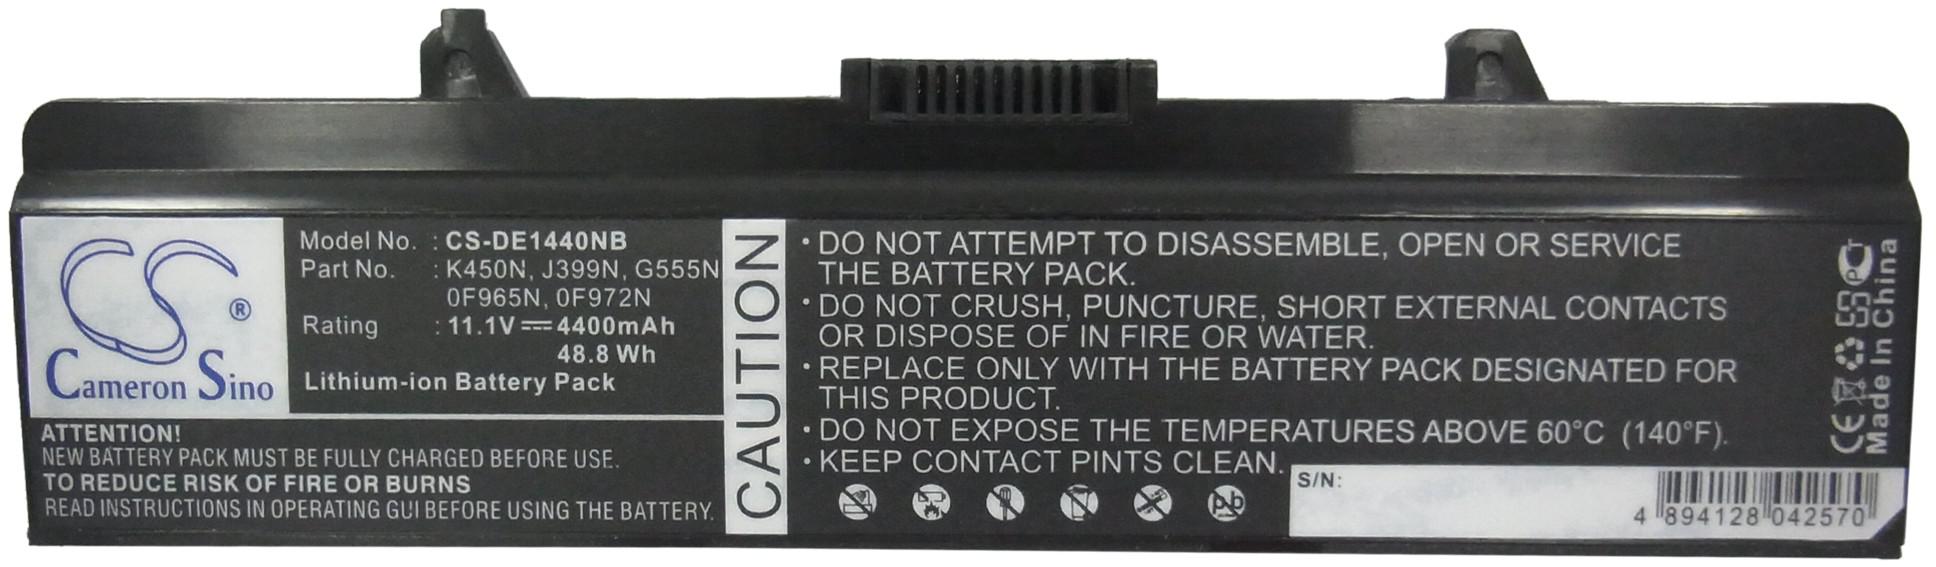 CS ®
Cameron Sino
Model No. : CS-DE1440NB
Part No. : K450N, J399N, G555N
0F965N, 0F972N
Rating : 11.1V 4400mAh
48.8 Wh
Lithium-ion Battery Pack
ATTENTION!
NEW BATTERY PACK MUST BE FULLY CHARGED BEFORE USE.
TO REDUCE RISK OF FIRE OR BURNS
READ INSTRUCTIONS IN OPERATING GUI BEFORE USING THE BATTERY.
CAUTION
• DO NOT ATTEMPT TO DISASSEMBLE, OPEN OR SERVICE
THE BATTERY PACK.
• DO NOT CRUSH, PUNCTURE, SHORT EXTERNAL CONTACTS
OR DISPOSE OF IN FIRE OR WATER.
• REPLACE ONLY WITH THE BATTERY PACK DESIGNATED FOR
THIS PRODUCT.
• DO NOT EXPOSE THE TEMPERATURES ABOVE 60°C (140°F).
• KEEP CONTACT PINTS CLEAN.
pb
S/N:
4 894128 042570
CE
Made In China